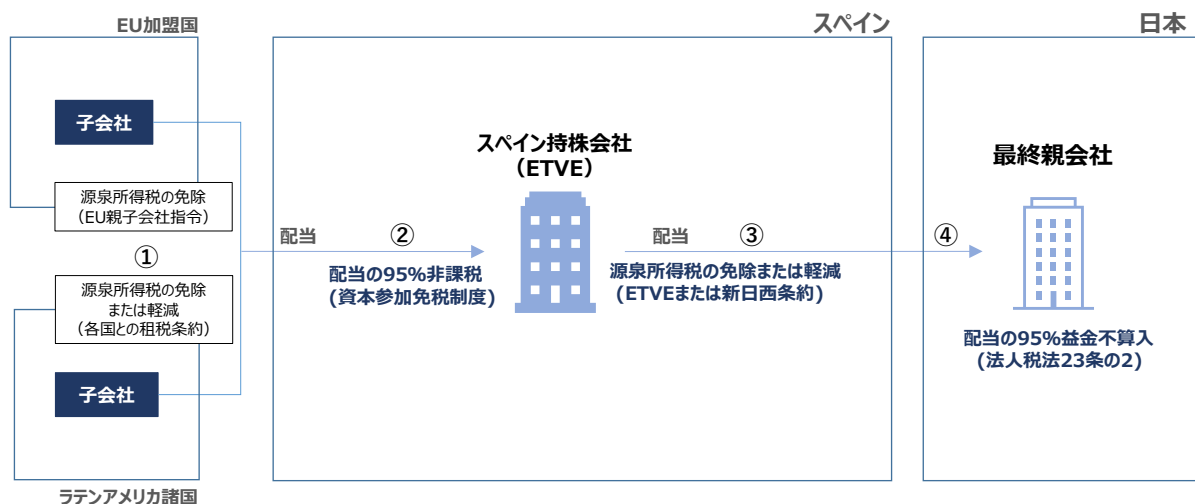 EU加盟国
スペイン
日本
子会社
源泉所得税の免除
（EU親子会社指令）
①
源泉所得税の免除
または軽減
（各国との租税条約）
子会社
ラテンアメリカ諸国
配当
②
配当の95%非課税
(資本参加免税制度)
スペイン持株会社
（ETVE）
配当
③
源泉所得税の免除または軽減
(ETVEまたは新日西条約)
④
最終親会社
配当の95%益金不算入
(法人税法23条の2)